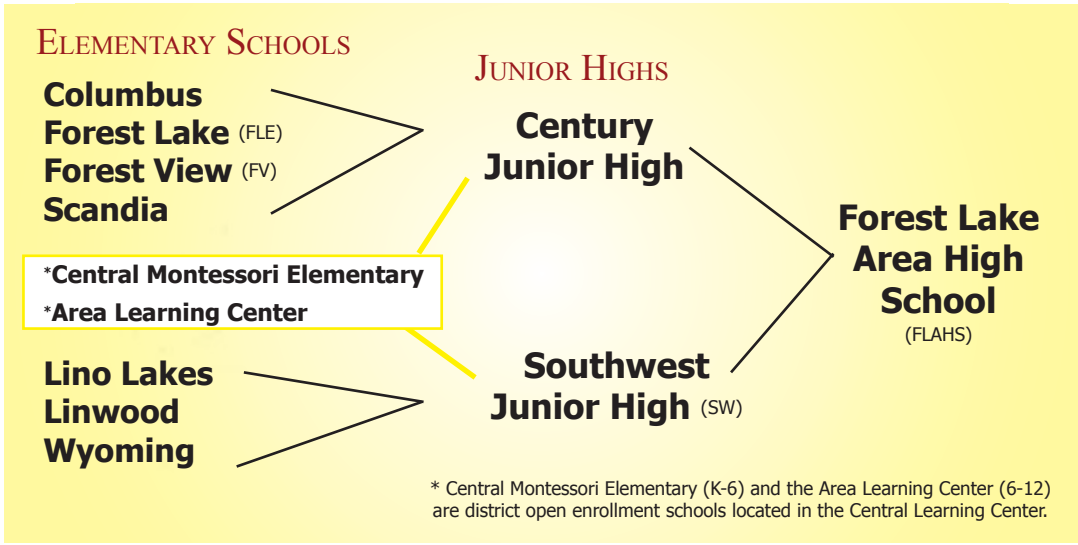 ELEMENTARY SCHOOLS
Columbus
Forest Lake (FLE)
Forest View (FV)
Scandia
*Central Montessori Elementary
*Area Learning Center
Lino Lakes
Linwood
Wyoming
JUNIOR HIGHS
Century
Junior High
Southwest
Junior High (SW)
Forest Lake
Area High
School
(FLAHS)
* Central Montessori Elementary (K-6) and the Area Learning Center (6-12)
are district open enrollment schools located in the Central Learning Center.